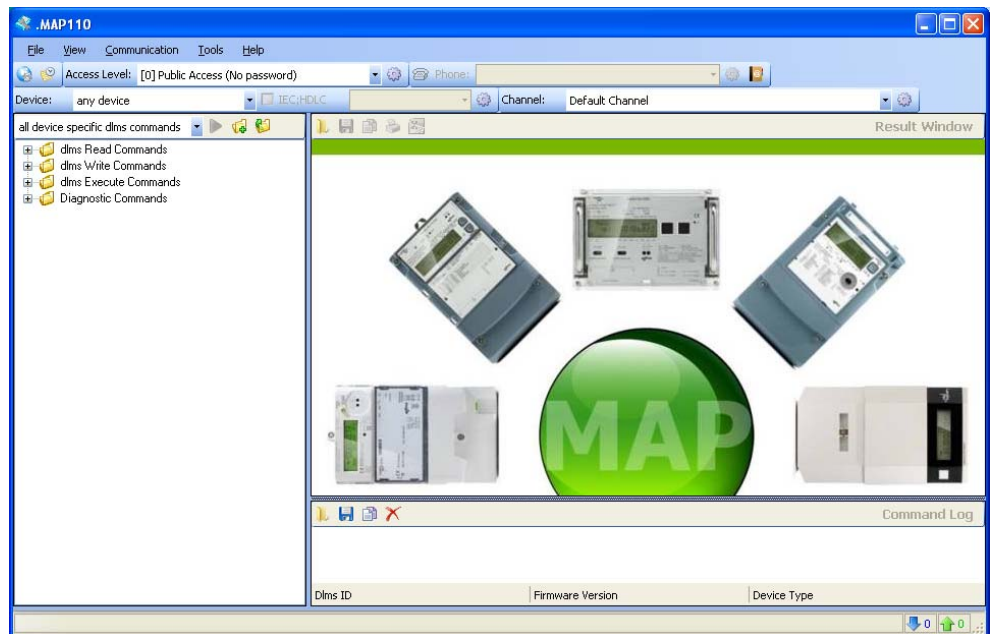 .MAP110
File View Communication Tools Help
Access Level: [0] Public Access (No password) Phone:
Device: any device IEC:HDLC Channel: Default Channel
all device specific dlms commands
Result Window
dlms Read Commands
dlms Write Commands
dlms Execute Commands
Diagnostic Commands
MAP
Command Log
Dlms ID Firmware Version Device Type
0 0